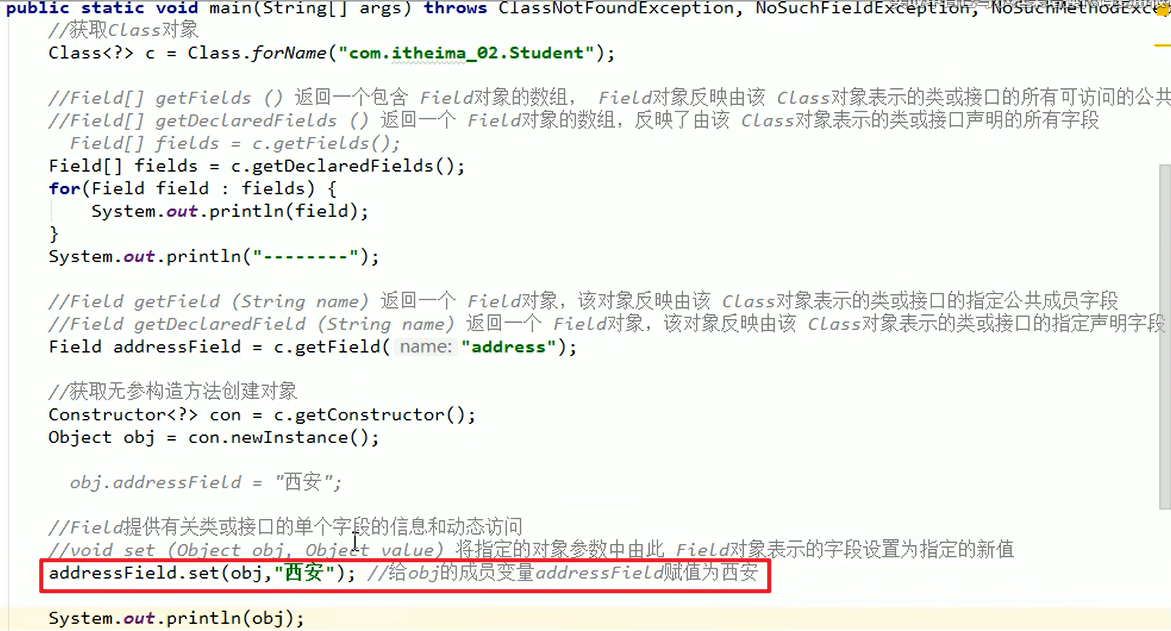 public static void main(String[] args) throws ClassNotFoundException, NoSuchFieldException, NoSuchMethodExce
//获取Class对象
Class<?> c = Class.forName("com.itheima_02.Student");
//Field[] getFields () 返回一个包含 Field对象的数组， Field对象反映由该 Class对象表示的类或接口的所有可访问的公共
//Field[] getDeclaredFields () 返回一个 Field对象的数组，反映了由该 Class对象表示的类或接口声明的所有字段
Field[] fields = c.getFields();
Field[] fields = c.getDeclaredFields();
for(Field field : fields) {
System.out.println(field);
}
System.out.println("--------");
//Field getField (String name) 返回一个 Field对象，该对象反映由该 Class对象表示的类或接口的指定公共成员字段
//Field getDeclaredField (String name) 返回一个 Field对象，该对象反映由该 Class对象表示的类或接口的指定声明字段
Field addressField = c.getField( name: "address");
//获取无参构造方法创建对象
Constructor<?> con = c.getConstructor();
Object obj = con.newInstance();
obj.addressField = "西安";
//Field提供有关类或接口的单个字段的信息和动态访问
//void set (Object obj, Object value) 将指定的对象参数中由此 Field对象表示的字段设置为指定的新值
addressField.set(obj,"西安"); //给obj的成员变量addressField赋值为西安
System.out.println(obj);